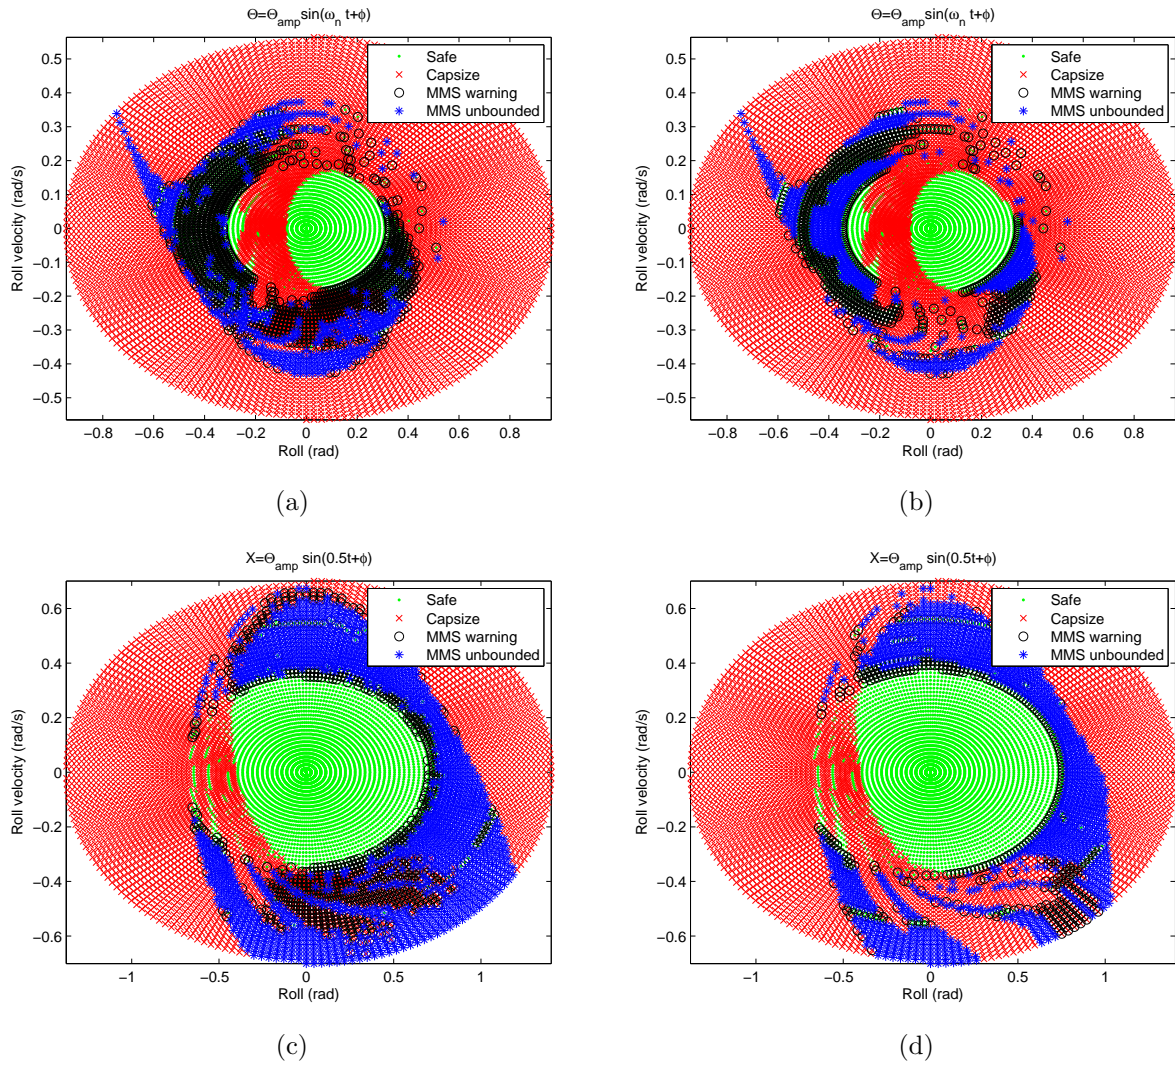 Θ=Θamp sin(ωn t+φ)
Safe
Capsize
MMS warning
MMS unbounded
Roll velocity (rad/s)
0.5
0.4
0.3
0.2
0.1
0
−0.1
−0.2
−0.3
−0.4
−0.5
−0.8 −0.6 −0.4 −0.2 0 0.2 0.4 0.6 0.8
Roll (rad)
(a)
Θ=Θamp sin(ωn t+φ)
Safe
Capsize
MMS warning
MMS unbounded
Roll velocity (rad/s)
0.5
0.4
0.3
0.2
0.1
0
−0.1
−0.2
−0.3
−0.4
−0.5
−0.8 −0.6 −0.4 −0.2 0 0.2 0.4 0.6 0.8
Roll (rad)
(b)
X=Θamp sin(0.5t+φ)
Safe
Capsize
MMS warning
MMS unbounded
Roll velocity (rad/s)
0.6
0.4
0.2
0
−0.2
−0.4
−0.6
−1 −0.5 0 0.5 1
Roll (rad)
(c)
X=Θamp sin(0.5t+φ)
Safe
Capsize
MMS warning
MMS unbounded
Roll velocity (rad/s)
0.6
0.4
0.2
0
−0.2
−0.4
−0.6
−1 −0.5 0 0.5 1
Roll (rad)
(d)